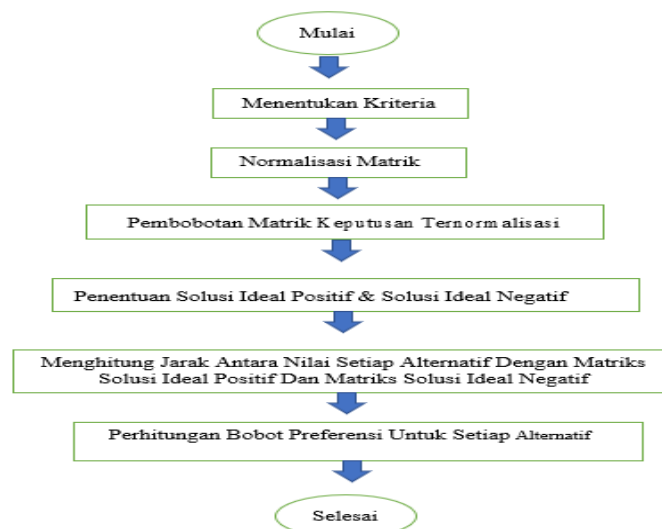 Mulai
Menentukan Kriteria
Normalisasi Matrik
Pembobotan Matrik Keputusan Ternormalisasi
Penentuan Solusi Ideal Positif & Solusi Ideal Negatif
Menghitung Jarak Antara Nilai Setiap Alternatif Dengan Matriks
Solusi Ideal Positif Dan Matriks Solusi Ideal Negatif
Perhitungan Bobot Preferensi Untuk Setiap Alternatif
Selesai